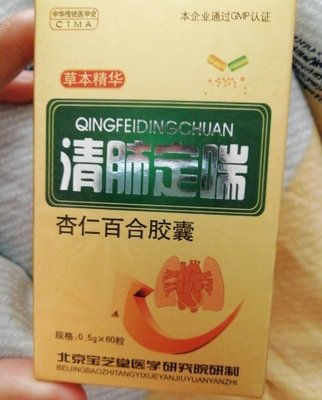 中华传统医学会
CTMA
本企业通过GMP认证
草本精华
QINGFEIDINGCHUAN
清肺定喘
杏仁百合胶囊
规格:0.5g×60粒
北京宝芝堂医学研究院研制
BEIJINGBAOZHITANGYIXUEYANJIUYUANYANZHI